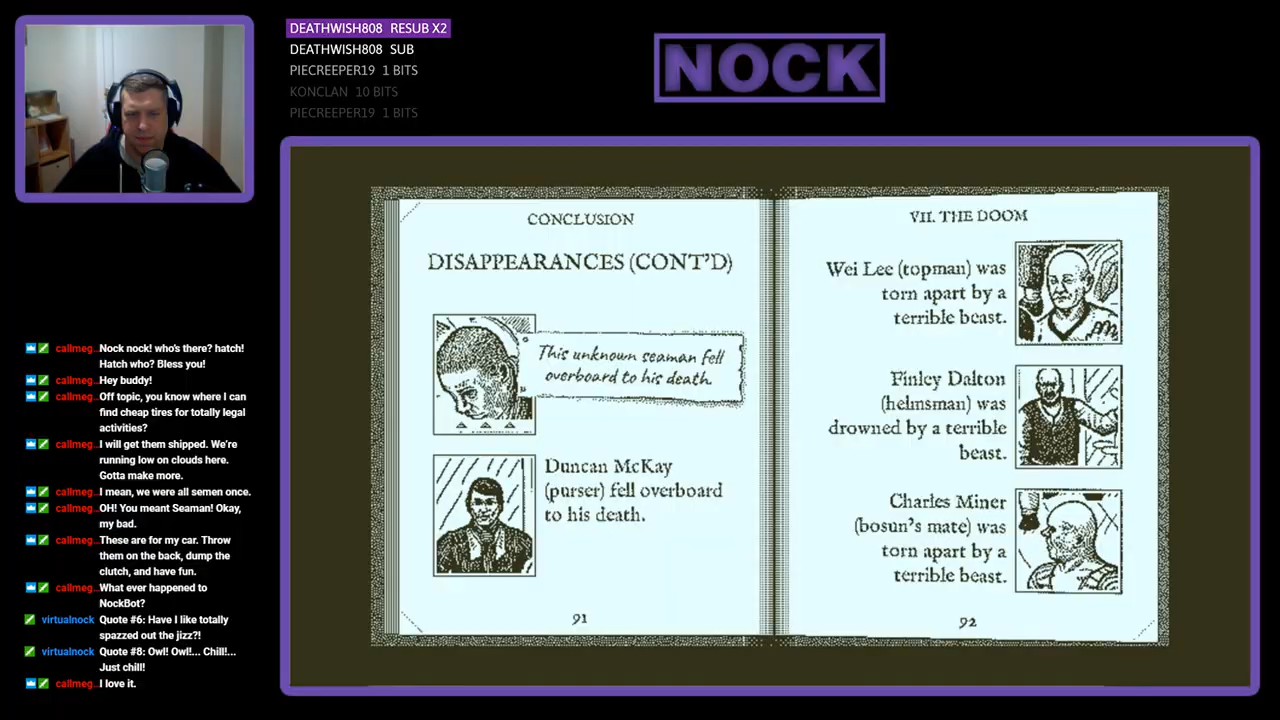 DEATHWISH808 RESUB X2
DEATHWISH808 SUB
PIECREEPER19 1 BITS
KONCLAN 10 BITS
PIECREEPER19 1 BITS
NOCK
callmeg... Nock nock! who's there? hatch!
Hatch who? Bless you!
callmeg... Hey buddy!
callmeg... Off topic, you know where I can
find cheap tires for totally legal
activities?
callmeg... I will get them shipped. We're
running low on clouds here.
Gotta make more.
callmeg... I mean, we were all semen once.
callmeg... OH! You meant Seaman! Okay,
my bad.
callmeg... These are for my car. Throw
them on the back, dump the
clutch, and have fun.
callmeg... What ever happened to
NockBot?
virtualnock Quote #6: Have I like totally
spazzed out the jizz?!
virtualnock Quote #8: Owl! Owl!... Chill!...
Just chill!
callmeg... I love it.
CONCLUSION
DISAPPEARANCES (CONT'D)
This unknown seaman fell
overboard to his death.
Duncan McKay
(purser) fell overboard
to his death.
91
VII. THE DOOM
Wei Lee (topman) was
torn apart by a
terrible beast.
Finley Dalton
(helmsman) was
drowned by a terrible
beast.
Charles Miner
(bosun's mate) was
torn apart by a
terrible beast.
92